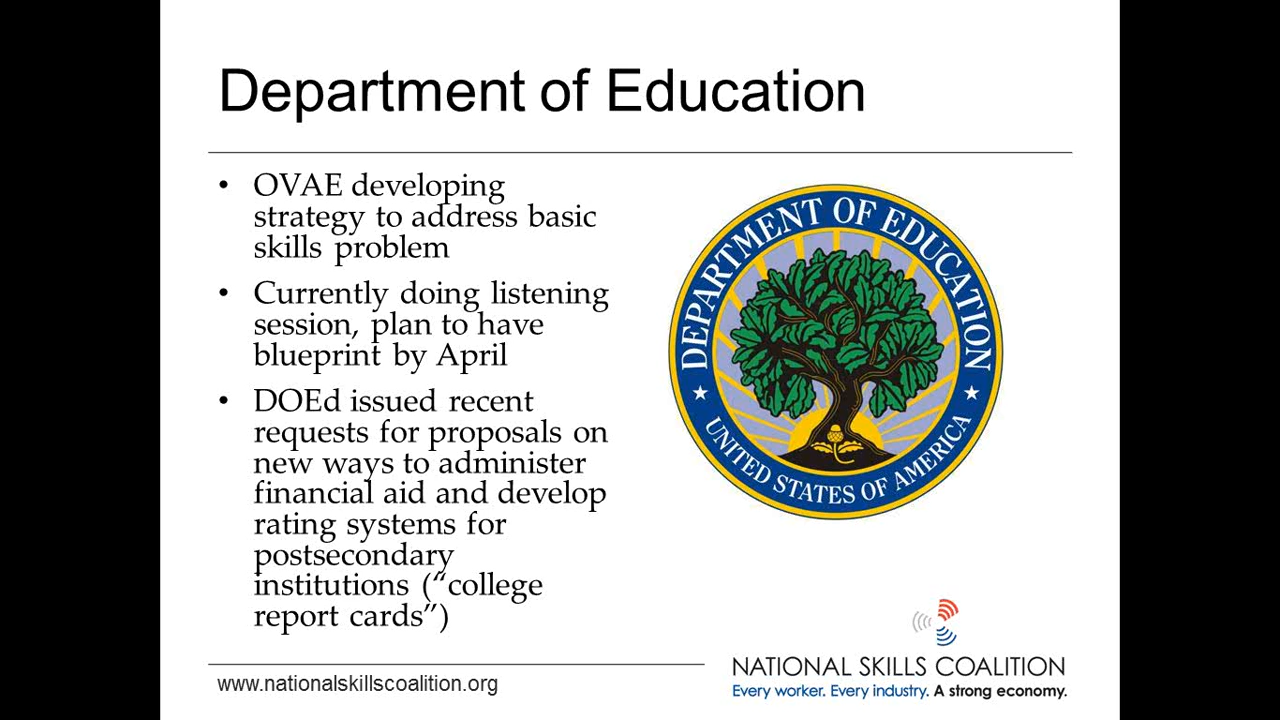 Department of Education
• OVAE developing
strategy to address basic
skills problem
• Currently doing listening
session, plan to have
blueprint by April
• DOEd issued recent
requests for proposals on
new ways to administer
financial aid and develop
rating systems for
postsecondary
institutions (“college
report cards”)
DEPARTMENT OF EDUCATION
UNITED STATES OF AMERICA
www.nationalskillscoalition.org
NATIONAL SKILLS COALITION
Every worker. Every industry. A strong economy.